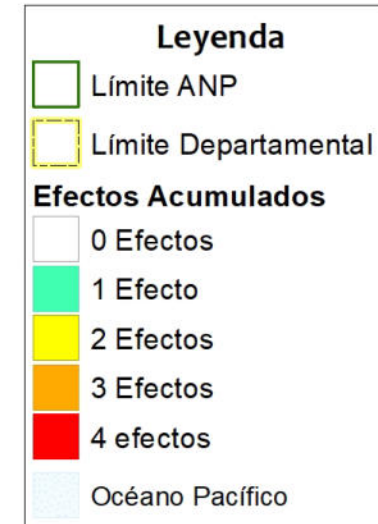 Leyenda
Límite ANP
Límite Departamental
Efectos Acumulados
0 Efectos
1 Efecto
2 Efectos
3 Efectos
4 efectos
Océano Pacífico